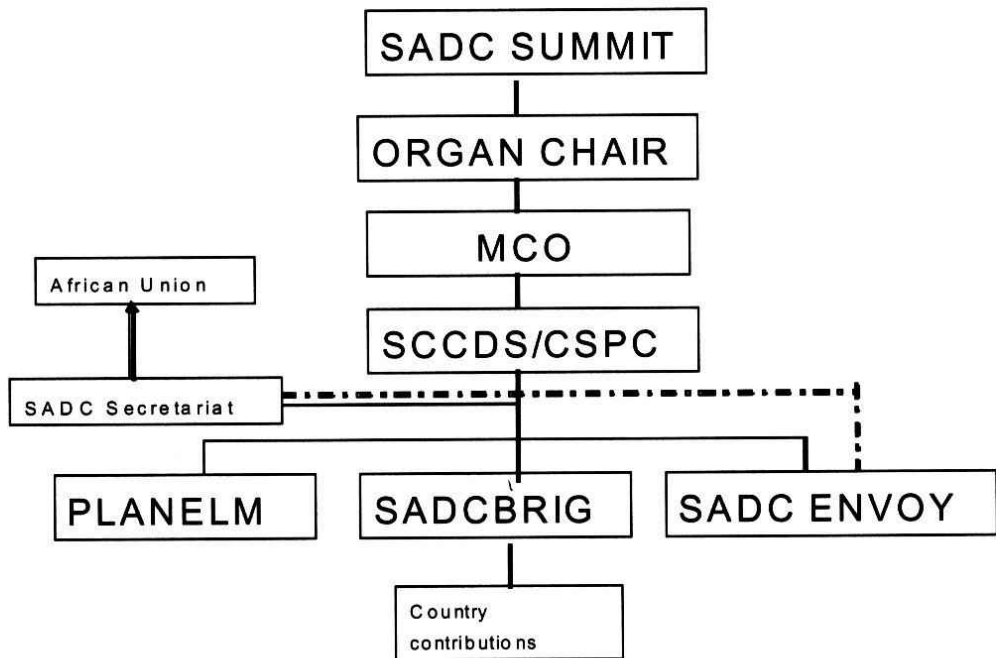 SADC SUMMIT
ORGAN CHAIR
MCO
African Union
SCCDS/CSPC
SADC Secretariat
PLANELM
SADCBRIG
SADC ENVOY
Country
contributions